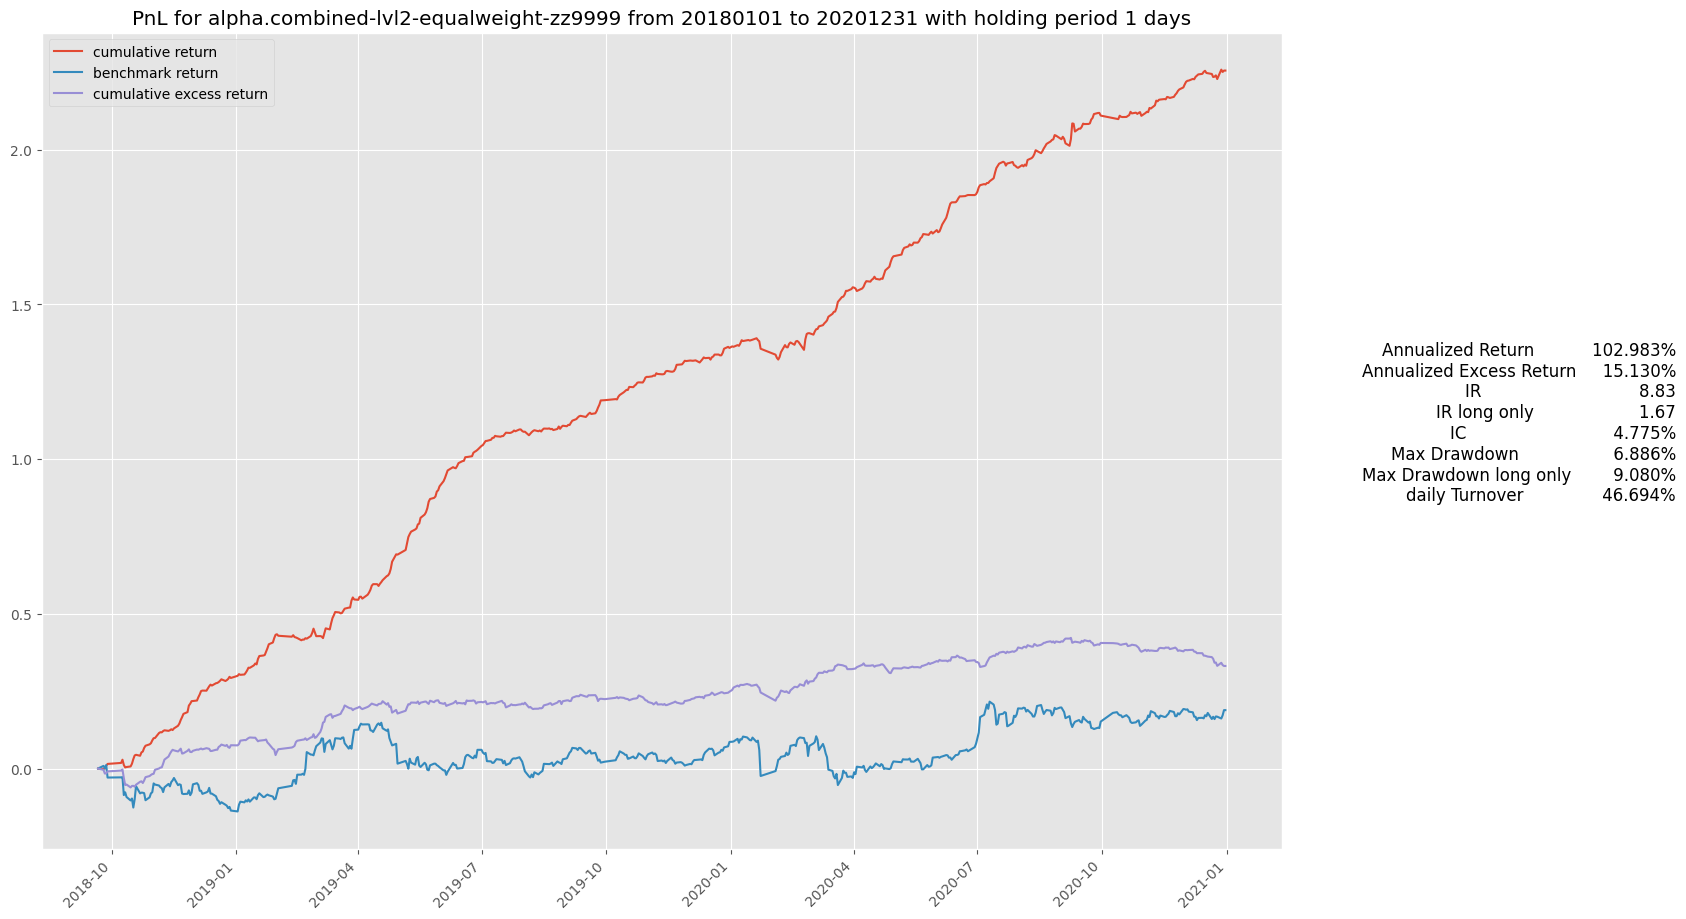 PnL for alpha.combined-lvl2-equalweight-zz9999 from 20180101 to 20201231 with holding period 1 days
cumulative return
benchmark return
cumulative excess return
2.0
1.5
1.0
0.5
0.0
2018-10
2019-01
2019-04
2019-07
2019-10
2020-01
2020-04
2020-07
2020-10
2021-01
Annualized Return 102.983%
Annualized Excess Return 15.130%
IR 8.83
IR long only 1.67
IC 4.775%
Max Drawdown 6.886%
Max Drawdown long only 9.080%
daily Turnover 46.694%